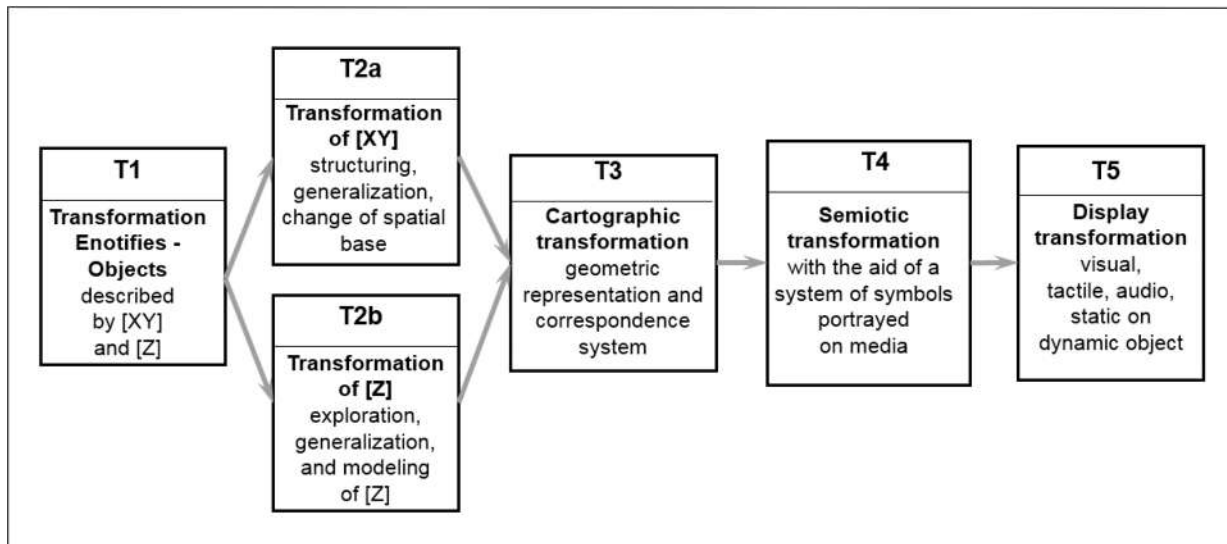 T1
Transformation
Enotifies -
Objects
described
by [XY]
and [Z]
T2a
Transformation
of [XY]
structuring,
generalization,
change of spatial
base
T2b
Transformation
of [Z]
exploration,
generalization,
and modeling
of [Z]
T3
Cartographic
transformation
geometric
representation and
correspondence
system
T4
Semiotic
transformation
with the aid of a
system of symbols
portrayed
on media
T5
Display
transformation
visual,
tactile, audio,
static on
dynamic object